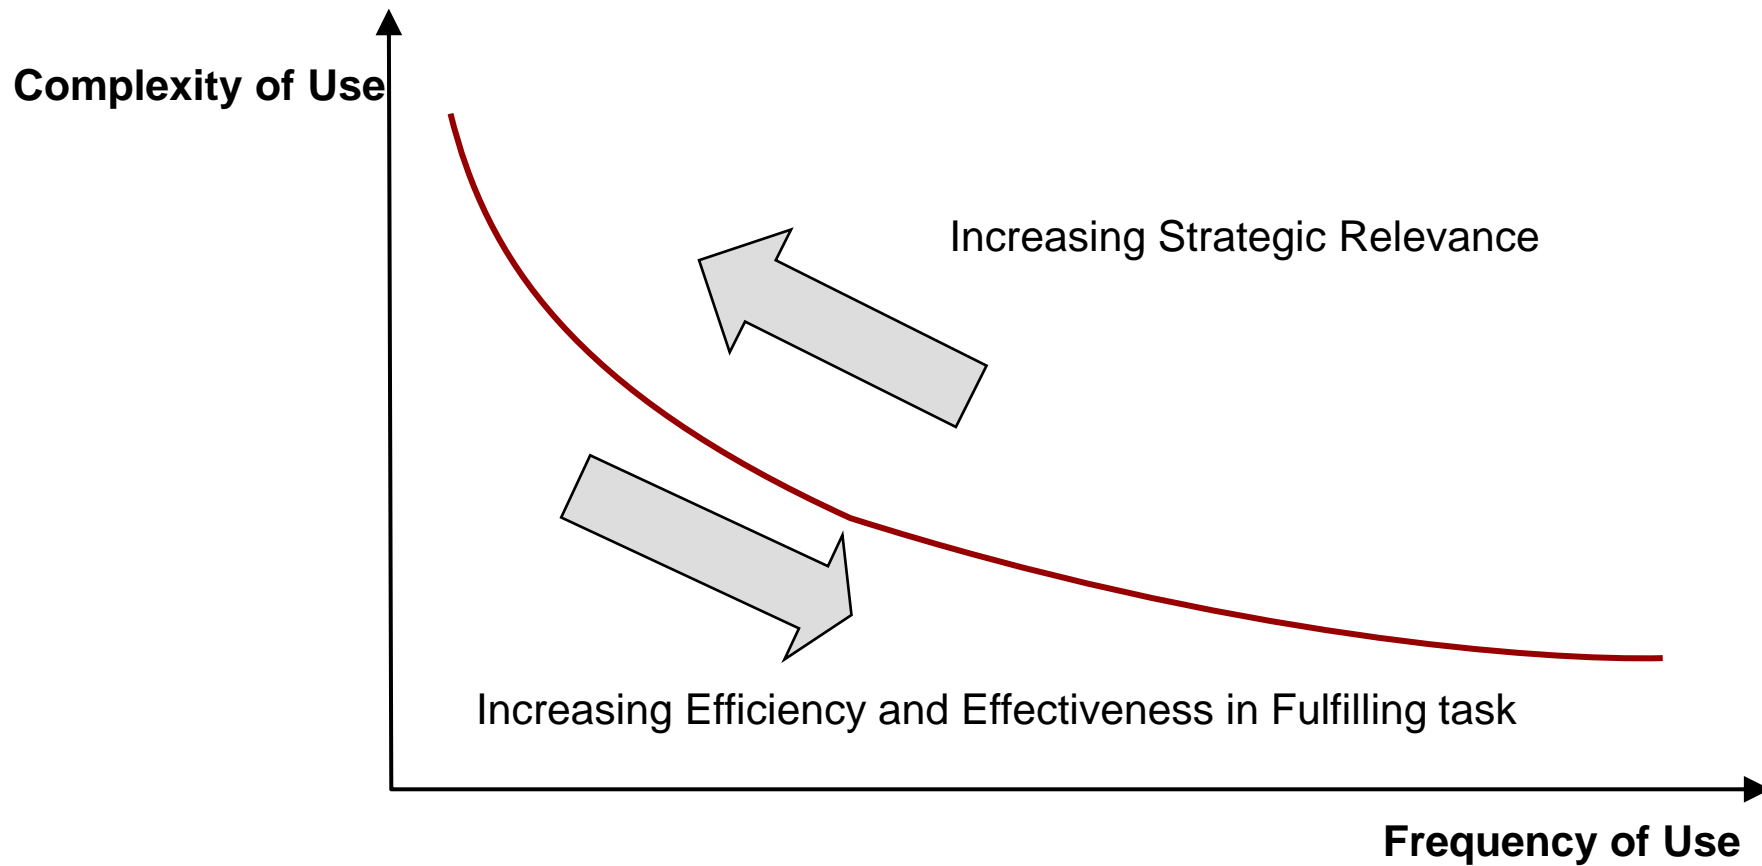 Complexity of Use
Increasing Strategic Relevance
Increasing Efficiency and Effectiveness in Fulfilling task
Frequency of Use